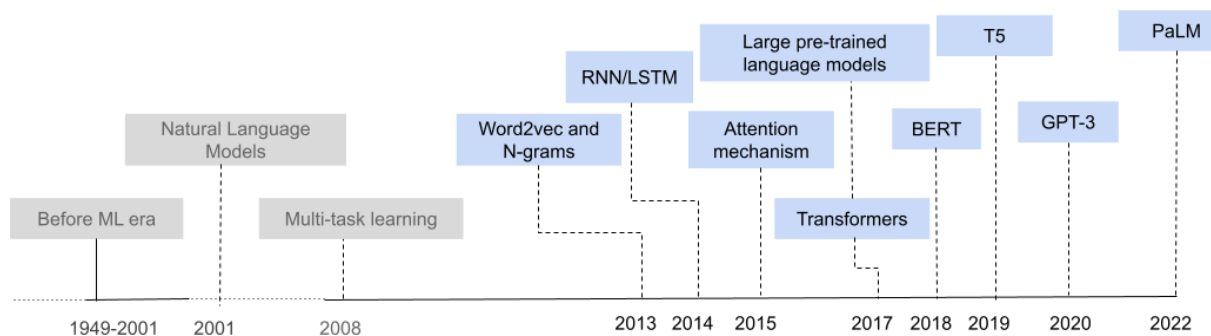 PaLM
T5
Large pre-trained
language models
RNN/LSTM
Natural Language
Models
Word2vec and
N-grams
Attention
mechanism
BERT
GPT-3
Before ML era
Multi-task learning
Transformers
1949-2001
2001
2008
2013
2014
2015
2017
2018
2019
2020
2022